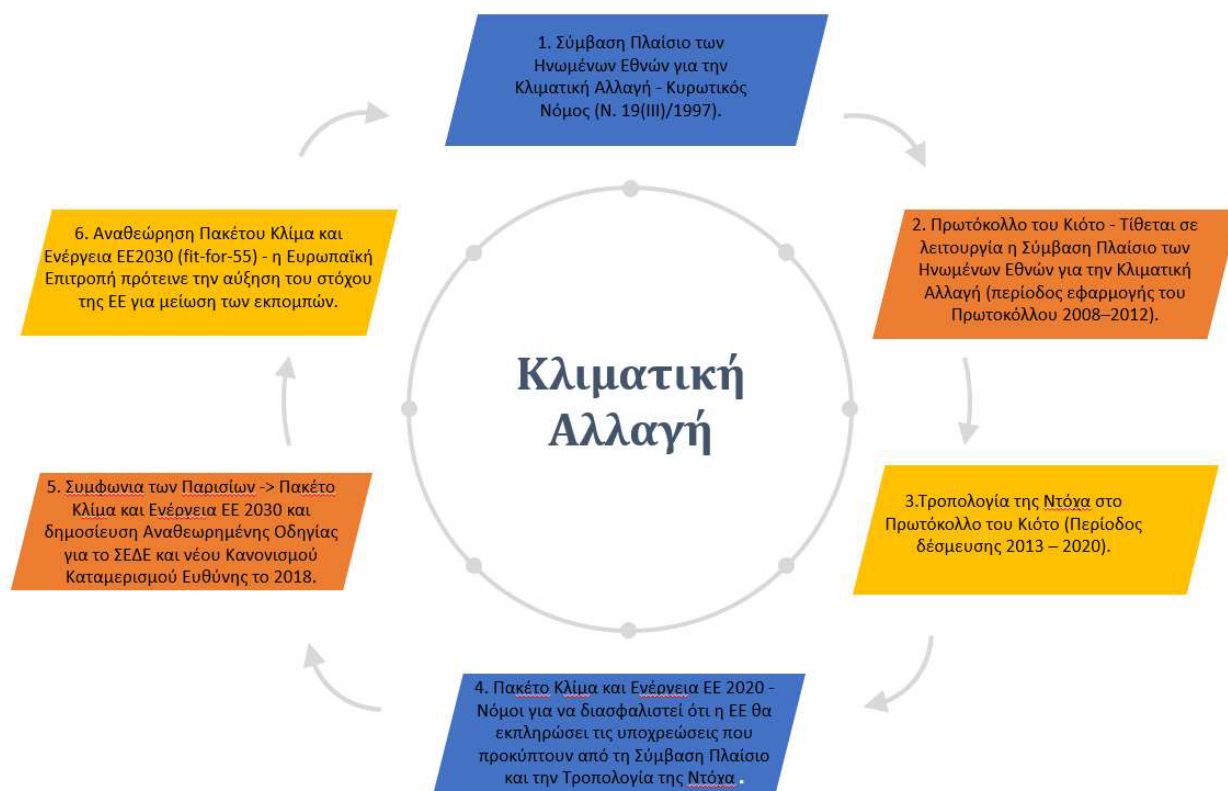 1. Σύμβαση Πλαίσιο των
Ηνωμένων Εθνών για την
Κλιματική Αλλαγή - Κυρωτικός
Νόμος (Ν. 19(ΙΙΙ)/1997).
2. Πρωτόκολλο του Κιότο - Τίθεται σε
λειτουργία η Σύμβαση Πλαίσιο των
Ηνωμένων Εθνών για την Κλιματική
Αλλαγή (περίοδος εφαρμογής του
Πρωτοκόλλου 2008–2012).
3.Τροπολογία της Ντόχα στο
Πρωτόκολλο του Κιότο (Περίοδος
δέσμευσης 2013 – 2020).
4. Πακέτο Κλίμα και Ενέργεια ΕΕ 2020 -
Νόμοι για να διασφαλιστεί ότι η ΕΕ θα
εκπληρώσει τις υποχρεώσεις που
προκύπτουν από τη Σύμβαση Πλαίσιο
και την Τροπολογία της Ντόχα .
5. Συμφωνια των Παρισίων -> Πακέτο
Κλίμα και Ενέργεια ΕΕ 2030 και
δημοσίευση Αναθεωρημένης Οδηγίας
για το ΣΕΔΕ και νέου Κανονισμού
Καταμερισμού Ευθύνης το 2018.
6. Αναθεώρηση Πακέτου Κλίμα και
Ενέργεια ΕΕ2030 (fit-for-55) - η Ευρωπαϊκή
Επιτροπή πρότεινε την αύξηση του στόχου
της ΕΕ για μείωση των εκπομπών.
Κλιματική
Αλλαγή